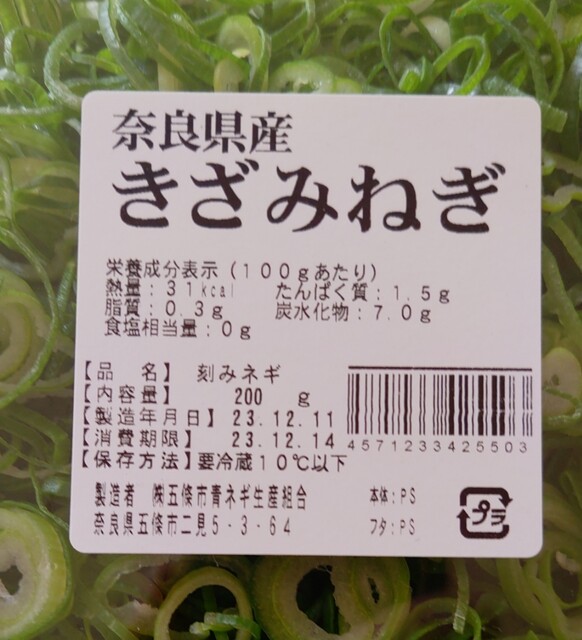 奈良県産
きざみねぎ
栄養成分表示(100gあたり)
熱量:31kcal たんぱく質:1.5g
脂質:0.3g 炭水化物:7.0g
食塩相当量:0g
【品 名】 刻みネギ
【内容量】 200 g
【製造年月日】 23.12.11
【消費期限】 23.12.14
【保存方法】要冷蔵10℃以下
4571233425503
製造者 ㈱五條市青ネギ生産組合 本体:PS
奈良県五條市二見5-3-64 フタ:PS
プラ